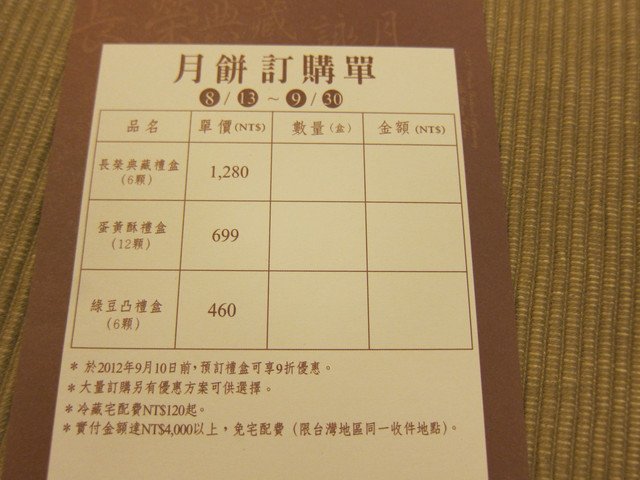 長榮典藏 詠月
月餅訂購單
8/13~9/30
品名 單價(NT$) 數量(盒) 金額(NT$)
長榮典藏禮盒 1,280
(6顆)
蛋黃酥禮盒 699
(12顆)
綠豆凸禮盒 460
(6顆)
＊於2012年9月10日前,預訂禮盒可享9折優惠。
＊大量訂購另有優惠方案可供選擇。
＊冷藏宅配費NT$120起。
＊實付金額達NT$4,000以上,免宅配費(限台灣地區同一收件地點)。